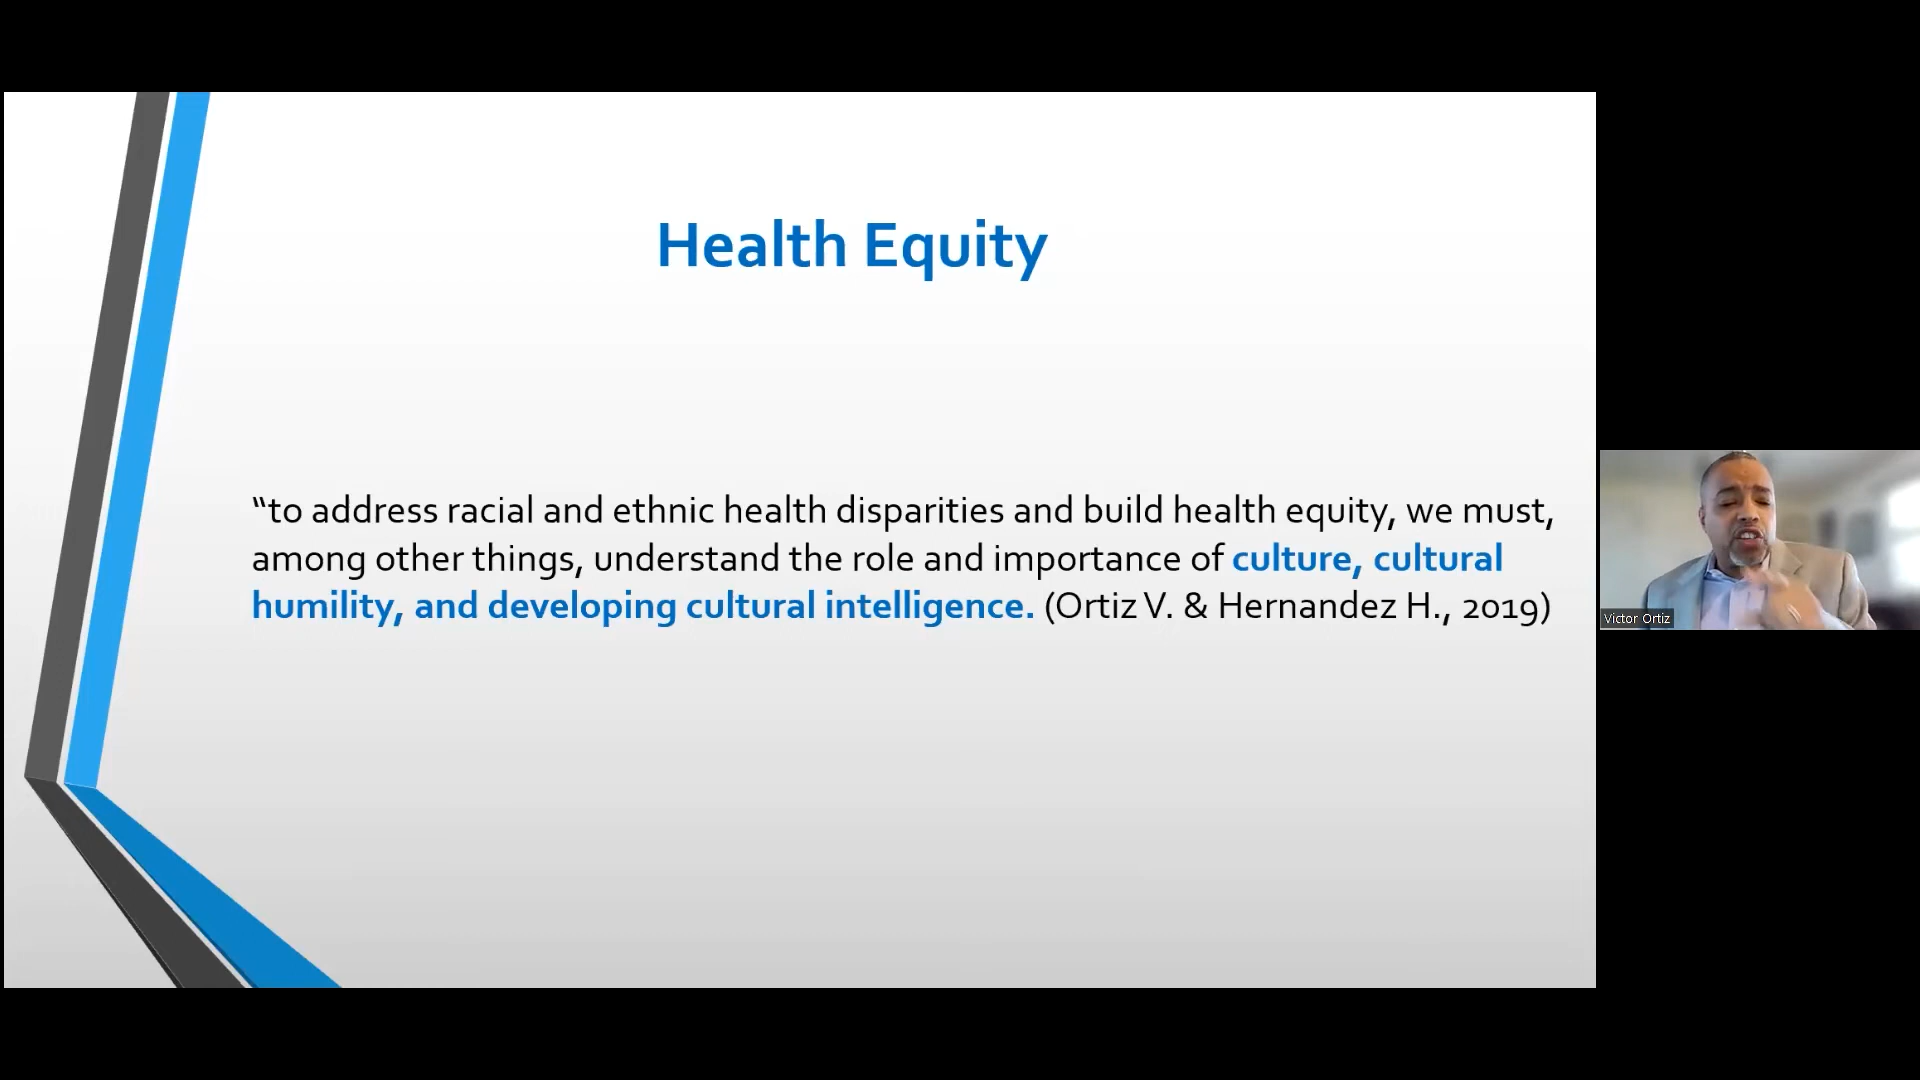 Health Equity
“to address racial and ethnic health disparities and build health equity, we must,
among other things, understand the role and importance of culture, cultural
humility, and developing cultural intelligence. (Ortiz V. & Hernandez H., 2019)
Victor Ortiz